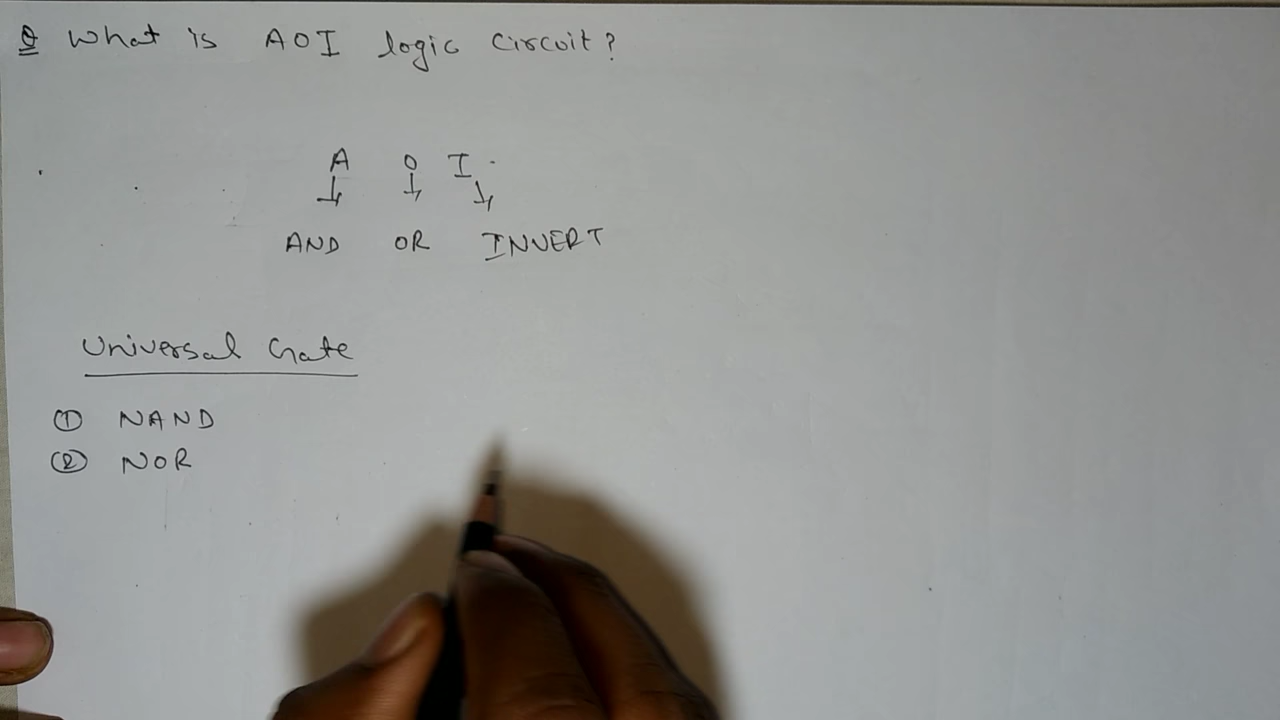 Q What is AOI logic circuit?
A O I
AND OR INVERT
Universal Gate
① NAND
② NOR